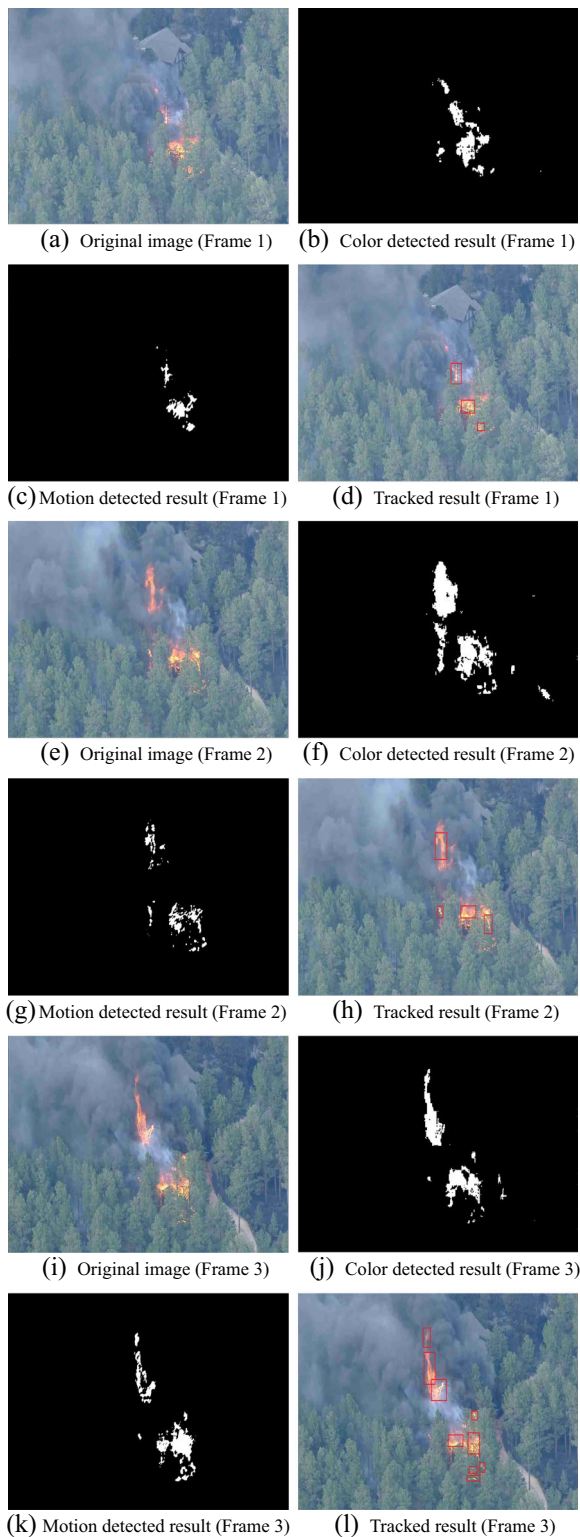 (a) Original image (Frame 1)
(b) Color detected result (Frame 1)
(c) Motion detected result (Frame 1)
(d) Tracked result (Frame 1)
(e) Original image (Frame 2)
(f) Color detected result (Frame 2)
(g) Motion detected result (Frame 2)
(h) Tracked result (Frame 2)
(i) Original image (Frame 3)
(j) Color detected result (Frame 3)
(k) Motion detected result (Frame 3)
(l) Tracked result (Frame 3)